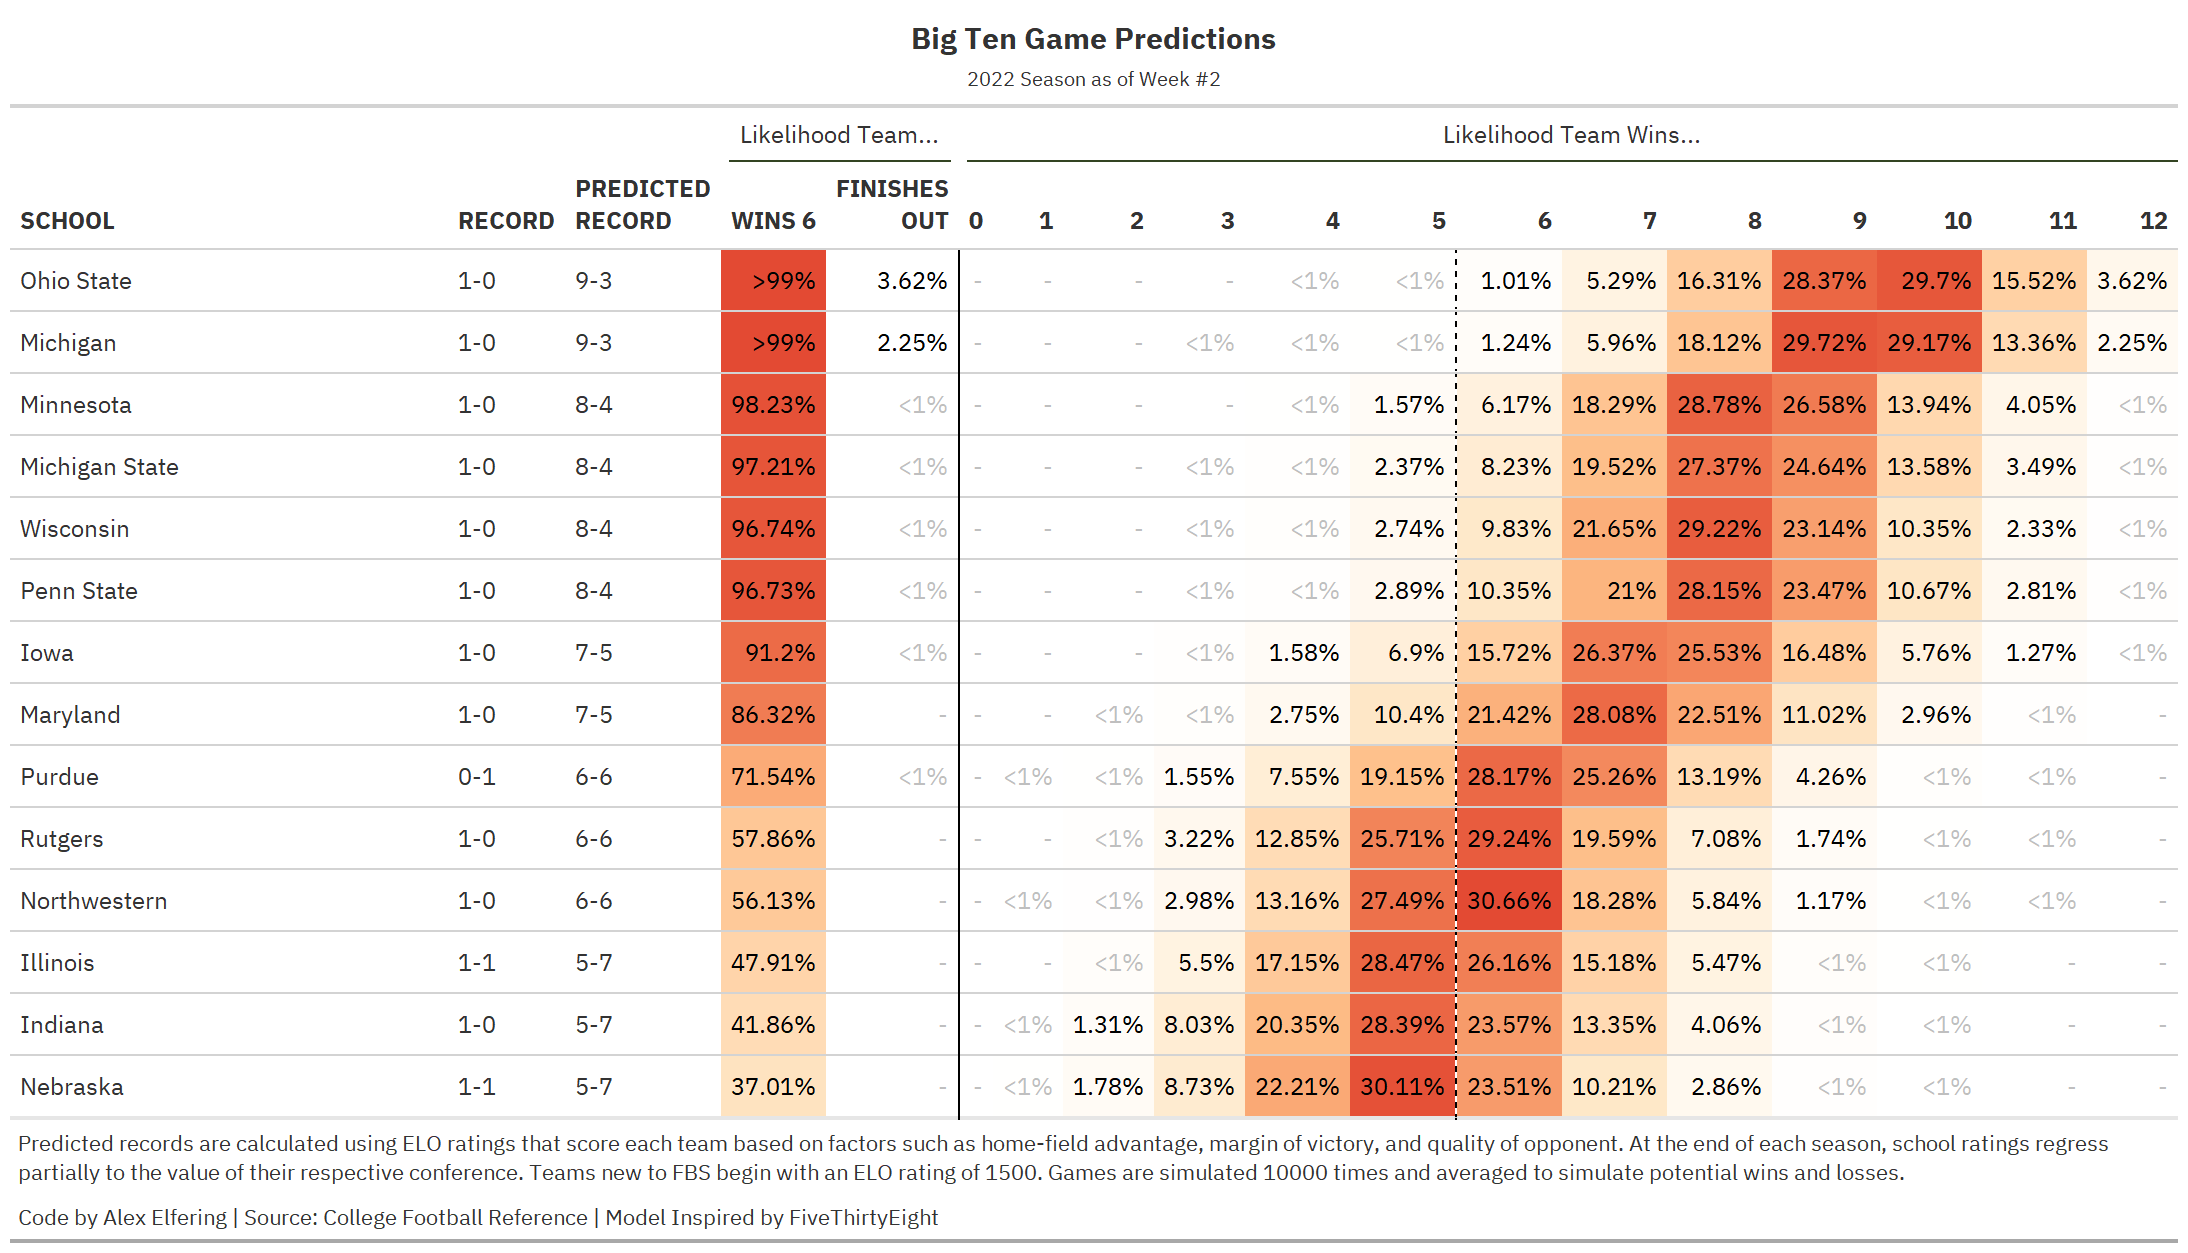 Big Ten Game Predictions
2022 Season as of Week #2
Likelihood Team... Likelihood Team Wins...
PREDICTED FINISHES
SCHOOL RECORD RECORD WINS 6 OUT 0 1 2 3 4 5 6 7 8 9 10 11 12
Ohio State 1-0 9-3 >99% 3.62% - - - - <1% <1% 1.01% 5.29% 16.31% 28.37% 29.7% 15.52% 3.62%
Michigan 1-0 9-3 >99% 2.25% - - - <1% <1% <1% 1.24% 5.96% 18.12% 29.72% 29.17% 13.36% 2.25%
Minnesota 1-0 8-4 98.23% <1% - - - - <1% 1.57% 6.17% 18.29% 28.78% 26.58% 13.94% 4.05% <1%
Michigan State 1-0 8-4 97.21% <1% - - - <1% <1% 2.37% 8.23% 19.52% 27.37% 24.64% 13.58% 3.49% <1%
Wisconsin 1-0 8-4 96.74% <1% - - - <1% <1% 2.74% 9.83% 21.65% 29.22% 23.14% 10.35% 2.33% <1%
Penn State 1-0 8-4 96.73% <1% - - - <1% <1% 2.89% 10.35% 21% 28.15% 23.47% 10.67% 2.81% <1%
Iowa 1-0 7-5 91.2% <1% - - - <1% 1.58% 6.9% 15.72% 26.37% 25.53% 16.48% 5.76% 1.27% <1%
Maryland 1-0 7-5 86.32% - - - <1% <1% 2.75% 10.4% 21.42% 28.08% 22.51% 11.02% 2.96% <1% -
Purdue 0-1 6-6 71.54% <1% - <1% <1% 1.55% 7.55% 19.15% 28.17% 25.26% 13.19% 4.26% <1% <1% -
Rutgers 1-0 6-6 57.86% - - - <1% 3.22% 12.85% 25.71% 29.24% 19.59% 7.08% 1.74% <1% <1% -
Northwestern 1-0 6-6 56.13% - - <1% <1% 2.98% 13.16% 27.49% 30.66% 18.28% 5.84% 1.17% <1% <1% -
Illinois 1-1 5-7 47.91% - - - <1% 5.5% 17.15% 28.47% 26.16% 15.18% 5.47% <1% <1% - -
Indiana 1-0 5-7 41.86% - - <1% 1.31% 8.03% 20.35% 28.39% 23.57% 13.35% 4.06% <1% <1% - -
Nebraska 1-1 5-7 37.01% - - <1% 1.78% 8.73% 22.21% 30.11% 23.51% 10.21% 2.86% <1% <1% - -
Predicted records are calculated using ELO ratings that score each team based on factors such as home-field advantage, margin of victory, and quality of opponent. At the end of each season, school ratings regress
partially to the value of their respective conference. Teams new to FBS begin with an ELO rating of 1500. Games are simulated 10000 times and averaged to simulate potential wins and losses.
Code by Alex Elfering | Source: College Football Reference | Model Inspired by FiveThirtyEight